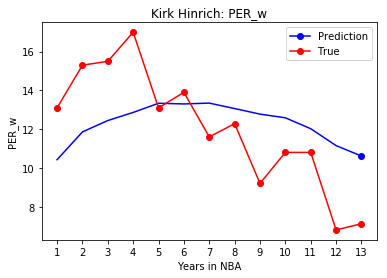 Kirk Hinrich: PER_w
Prediction
True
PER_w
16
14
12
10
8
1 2 3 4 5 6 7 8 9 10 11 12 13
Years in NBA